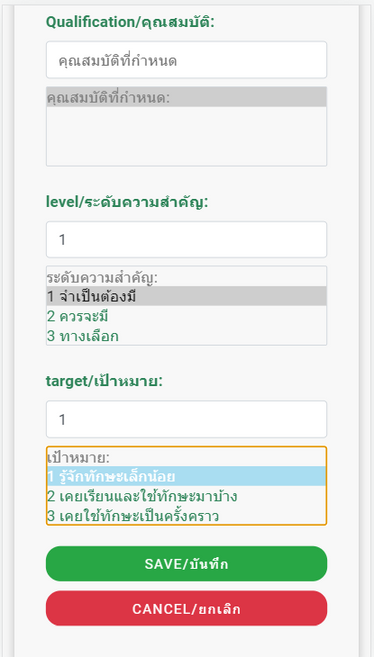 Qualification/คุณสมบัติ:
คุณสมบัติที่กำหนด
คุณสมบัติที่กำหนด:
level/ระดับความสำคัญ:
1
ระดับความสำคัญ:
1 จำเป็นต้องมี
2 ควรจะมี
3 ทางเลือก
target/เป้าหมาย:
1
เป้าหมาย:
1 รู้จักทักษะเล็กน้อย
2 เคยเรียนและใช้ทักษะมาบ้าง
3 เคยใช้ทักษะเป็นครั้งคราว
SAVE/บันทึก
CANCEL/ยกเลิก